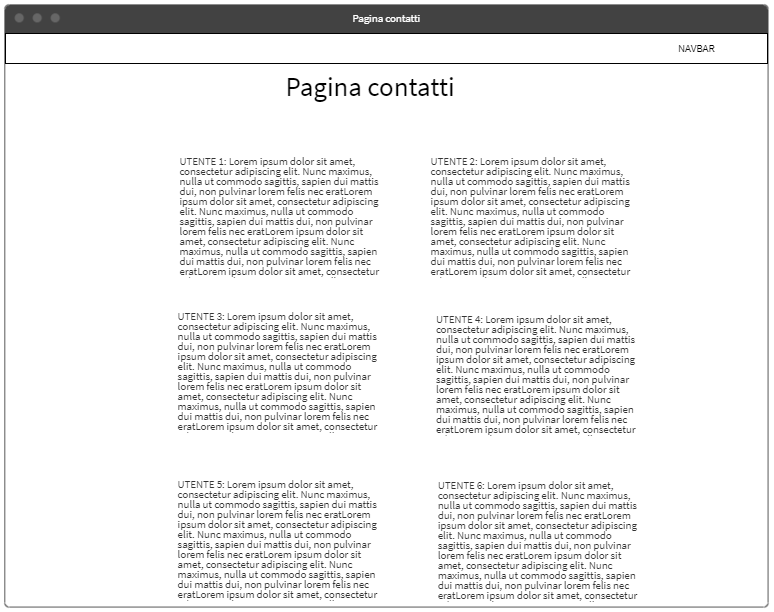 Pagina contatti
NAVBAR
Pagina contatti
UTENTE 1: Lorem ipsum dolor sit amet,
consectetur adipiscing elit. Nunc maximus,
nulla ut commodo sagittis, sapien dui mattis
dui, non pulvinar lorem felis nec eratLorem
ipsum dolor sit amet, consectetur adipiscing
elit. Nunc maximus, nulla ut commodo
sagittis, sapien dui mattis dui, non pulvinar
lorem felis nec eratLorem ipsum dolor sit
amet, consectetur adipiscing elit. Nunc
maximus, nulla ut commodo sagittis, sapien
dui mattis dui, non pulvinar lorem felis nec
eratLorem ipsum dolor sit amet, consectetur
UTENTE 2: Lorem ipsum dolor sit amet,
consectetur adipiscing elit. Nunc maximus,
nulla ut commodo sagittis, sapien dui mattis
dui, non pulvinar lorem felis nec eratLorem
ipsum dolor sit amet, consectetur adipiscing
elit. Nunc maximus, nulla ut commodo
sagittis, sapien dui mattis dui, non pulvinar
lorem felis nec eratLorem ipsum dolor sit
amet, consectetur adipiscing elit. Nunc
maximus, nulla ut commodo sagittis, sapien
dui mattis dui, non pulvinar lorem felis nec
eratLorem ipsum dolor sit amet, consectetur
UTENTE 3: Lorem ipsum dolor sit amet,
consectetur adipiscing elit. Nunc maximus,
nulla ut commodo sagittis, sapien dui mattis
dui, non pulvinar lorem felis nec eratLorem
ipsum dolor sit amet, consectetur adipiscing
elit. Nunc maximus, nulla ut commodo
sagittis, sapien dui mattis dui, non pulvinar
lorem felis nec eratLorem ipsum dolor sit
amet, consectetur adipiscing elit. Nunc
maximus, nulla ut commodo sagittis, sapien
dui mattis dui, non pulvinar lorem felis nec
eratLorem ipsum dolor sit amet, consectetur
UTENTE 4: Lorem ipsum dolor sit amet,
consectetur adipiscing elit. Nunc maximus,
nulla ut commodo sagittis, sapien dui mattis
dui, non pulvinar lorem felis nec eratLorem
ipsum dolor sit amet, consectetur adipiscing
elit. Nunc maximus, nulla ut commodo
sagittis, sapien dui mattis dui, non pulvinar
lorem felis nec eratLorem ipsum dolor sit
amet, consectetur adipiscing elit. Nunc
maximus, nulla ut commodo sagittis, sapien
dui mattis dui, non pulvinar lorem felis nec
eratLorem ipsum dolor sit amet, consectetur
UTENTE 5: Lorem ipsum dolor sit amet,
consectetur adipiscing elit. Nunc maximus,
nulla ut commodo sagittis, sapien dui mattis
dui, non pulvinar lorem felis nec eratLorem
ipsum dolor sit amet, consectetur adipiscing
elit. Nunc maximus, nulla ut commodo
sagittis, sapien dui mattis dui, non pulvinar
lorem felis nec eratLorem ipsum dolor sit
amet, consectetur adipiscing elit. Nunc
maximus, nulla ut commodo sagittis, sapien
dui mattis dui, non pulvinar lorem felis nec
eratLorem ipsum dolor sit amet, consectetur
UTENTE 6: Lorem ipsum dolor sit amet,
consectetur adipiscing elit. Nunc maximus,
nulla ut commodo sagittis, sapien dui mattis
dui, non pulvinar lorem felis nec eratLorem
ipsum dolor sit amet, consectetur adipiscing
elit. Nunc maximus, nulla ut commodo
sagittis, sapien dui mattis dui, non pulvinar
lorem felis nec eratLorem ipsum dolor sit
amet, consectetur adipiscing elit. Nunc
maximus, nulla ut commodo sagittis, sapien
dui mattis dui, non pulvinar lorem felis nec
eratLorem ipsum dolor sit amet, consectetur